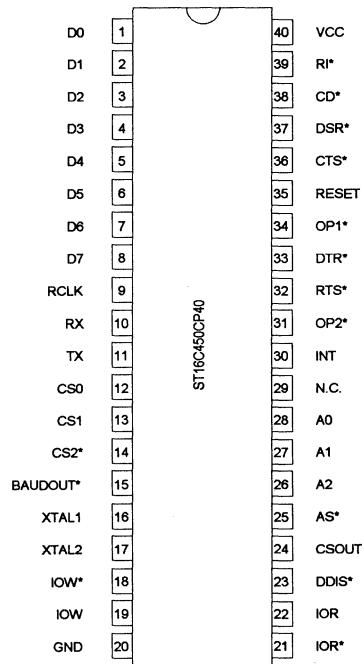 D0 1 40 VCC
D1 2 39 RI*
D2 3 38 CD*
D3 4 37 DSR*
D4 5 36 CTS*
D5 6 35 RESET
D6 7 34 OP1*
D7 8 33 DTR*
RCLK 9 32 RTS*
RX 10 31 OP2*
TX 11 30 INT
CS0 12 29 N.C.
CS1 13 28 A0
CS2* 14 27 A1
BAUDOUT* 15 26 A2
XTAL1 16 25 AS*
XTAL2 17 24 CSOUT
IOW* 18 23 DDIS*
IOW 19 22 IOR
GND 20 21 IOR*
ST16C450CP40